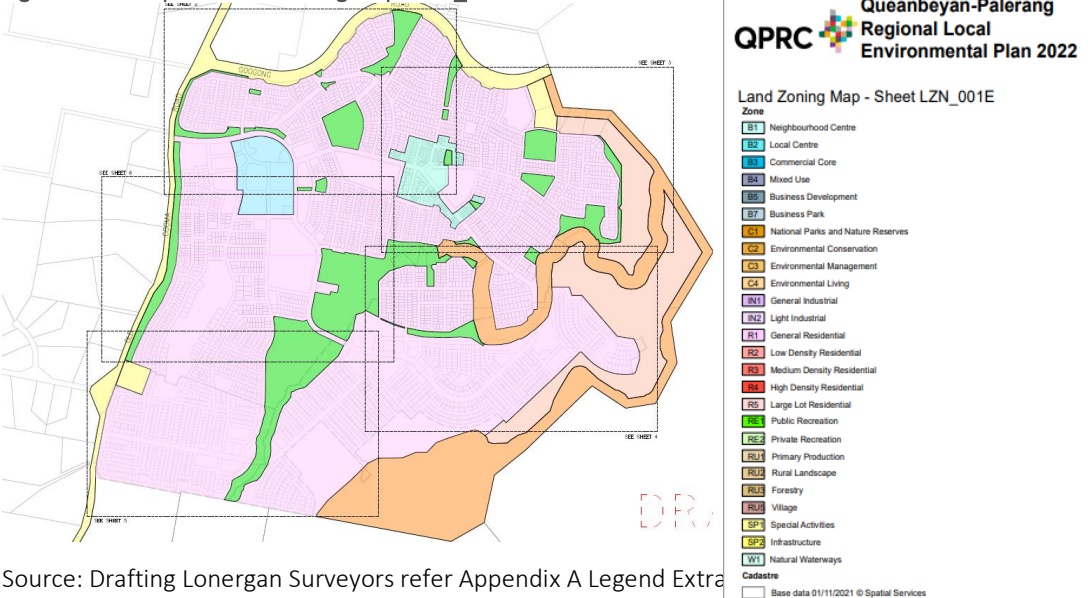 SEE SHEET 2
ROAD
GOOGONG
SEE SHEET 3
SEE SHEET 6
SEE SHEET 4
SEE SHEET 5
Source: Drafting Lonergan Surveyors refer Appendix A Legend Extra
QPRC
Queanbeyan-Palerang
Regional Local
Environmental Plan 2022
Land Zoning Map - Sheet LZN_001E
Zone
B1 Neighbourhood Centre
B2 Local Centre
B3 Commercial Core
B4 Mixed Use
B5 Business Development
B7 Business Park
C1 National Parks and Nature Reserves
C2 Environmental Conservation
C3 Environmental Management
C4 Environmental Living
IN1 General Industrial
IN2 Light Industrial
R1 General Residential
R2 Low Density Residential
R3 Medium Density Residential
R4 High Density Residential
R5 Large Lot Residential
RE1 Public Recreation
RE2 Private Recreation
RU1 Primary Production
RU2 Rural Landscape
RU3 Forestry
RU5 Village
SP1 Special Activities
SP2 Infrastructure
W1 Natural Waterways
Cadastre
Base data 01/11/2021 © Spatial Services